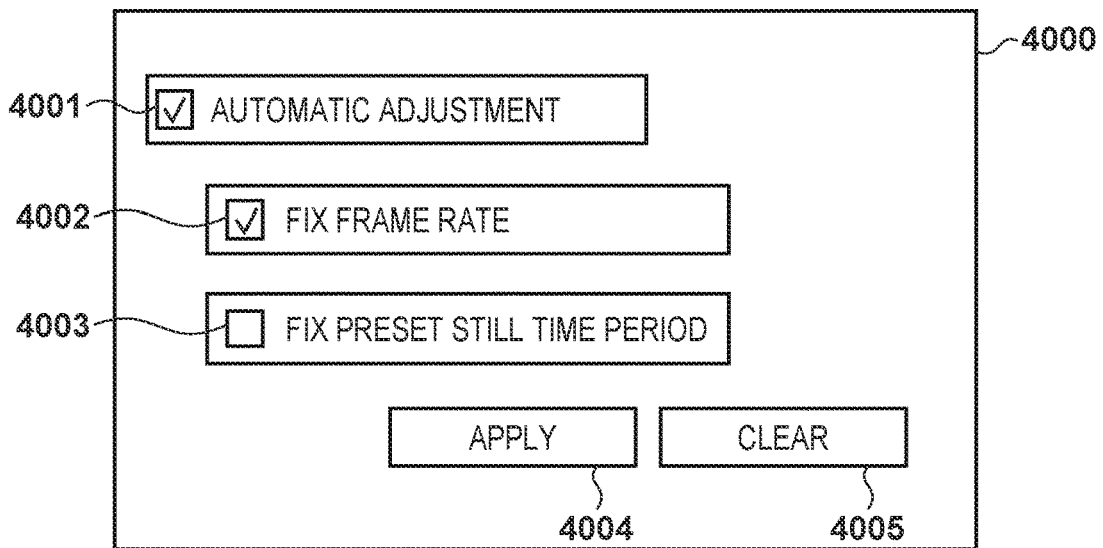 4000
4001 AUTOMATIC ADJUSTMENT
4002 FIX FRAME RATE
4003 FIX PRESET STILL TIME PERIOD
APPLY CLEAR
4004 4005